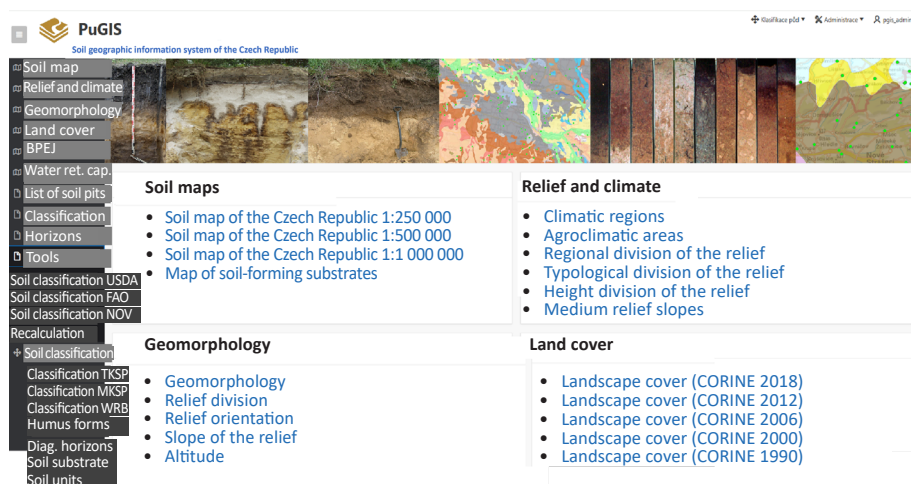 PuGIS
Soil geographic information system of the Czech Republic
Klasifikace půd
Administrace
pgis_admin
Soil map
Relief and climate
Geomorphology
Land cover
BPEJ
Water ret. cap.
List of soil pits
Classification
Horizons
Tools
Soil classification USDA
Soil classification FAO
Soil classification NOV
Recalculation
Soil classification
Classification TKSP
Classification MKSP
Classification WRB
Humus forms
Diag. horizons
Soil substrate
Soil units
Soil maps
• Soil map of the Czech Republic 1:250 000
• Soil map of the Czech Republic 1:500 000
• Soil map of the Czech Republic 1:1 000 000
• Map of soil-forming substrates
Relief and climate
• Climatic regions
• Agroclimatic areas
• Regional division of the relief
• Typological division of the relief
• Height division of the relief
• Medium relief slopes
Geomorphology
• Geomorphology
• Relief division
• Relief orientation
• Slope of the relief
• Altitude
Land cover
• Landscape cover (CORINE 2018)
• Landscape cover (CORINE 2012)
• Landscape cover (CORINE 2006)
• Landscape cover (CORINE 2000)
• Landscape cover (CORINE 1990)